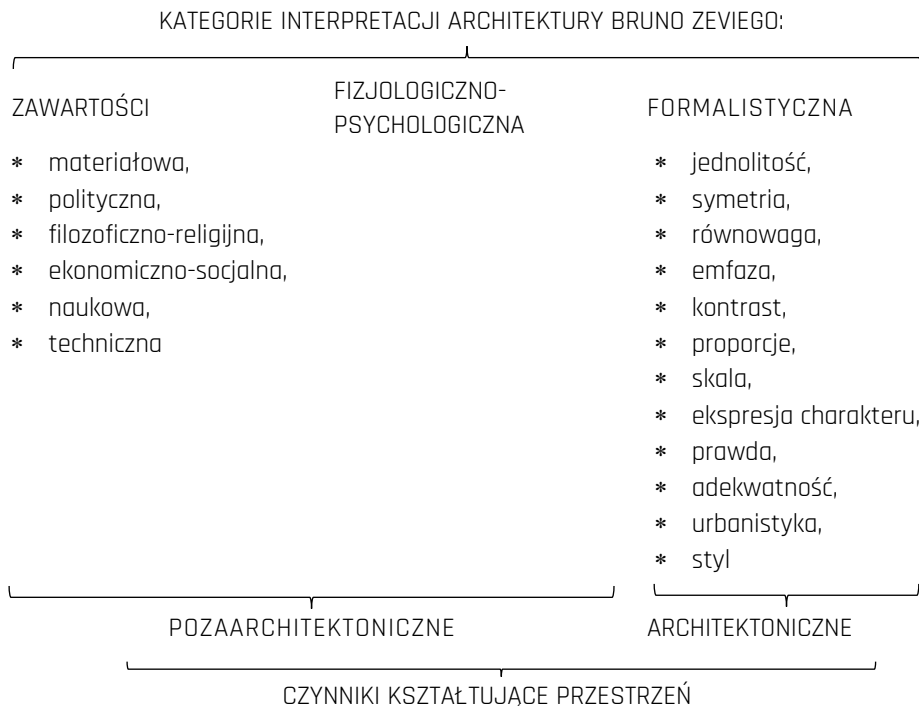 KATEGORIE INTERPRETACJI ARCHITEKTURY BRUNO ZEVIEGO:
ZAWARTOŚCI
* materiałowa,
* polityczna,
* filozoficzno-religijna,
* ekonomiczno-socjalna,
* naukowa,
* techniczna
FIZJOLOGICZNO-
PSYCHOLOGICZNA
FORMALISTYCZNA
* jednolitość,
* symetria,
* równowaga,
* emfaza,
* kontrast,
* proporcje,
* skala,
* ekspresja charakteru,
* prawda,
* adekwatność,
* urbanistyka,
* styl
POZAARCHITEKTONICZNE
ARCHITEKTONICZNE
CZYNNIKI KSZTAŁTUJĄCE PRZESTRZEŃ